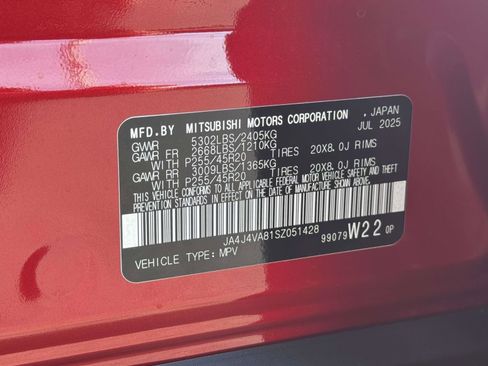 MFD.BY MITSUBISHI MOTORS CORPORATION . JAPAN
GVWR 5302LBS/2405KG JUL 2025
GAWR FR 2668LBS/1210KG
WITH P255/45R20 TIRES 20X8.0J RIMS
GAWR RR 3009LBS/1365KG
WITH P255/45R20 TIRES 20X8.0J RIMS
THIS VEHICLE CONFORMS TO ALL APPLICABLE FEDERAL MOTOR VEHICLE SAFETY AND THEFT
PREVENTION STANDARDS IN EFFECT ON THE DATE OF MANUFACTURE SHOWN ABOVE.
JA4J4VA81SZ051428
VEHICLE TYPE: MPV 99079 W22 0P